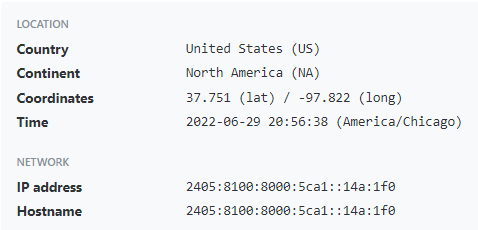 LOCATION
Country United States (US)
Continent North America (NA)
Coordinates 37.751 (lat) / -97.822 (long)
Time 2022-06-29 20:56:38 (America/Chicago)
NETWORK
IP address 2405:8100:8000:5ca1::14a:1f0
Hostname 2405:8100:8000:5ca1::14a:1f0